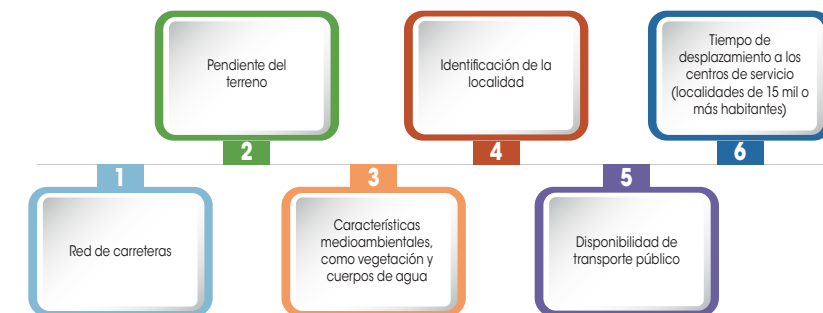 1
Red de carreteras
2
Pendiente del
terreno
3
Características
medioambientales,
como vegetación y
cuerpos de agua
4
Identificación de la
localidad
5
Disponibilidad de
transporte público
6
Tiempo de
desplazamiento a los
centros de servicio
(localidades de 15 mil o
más habitantes)